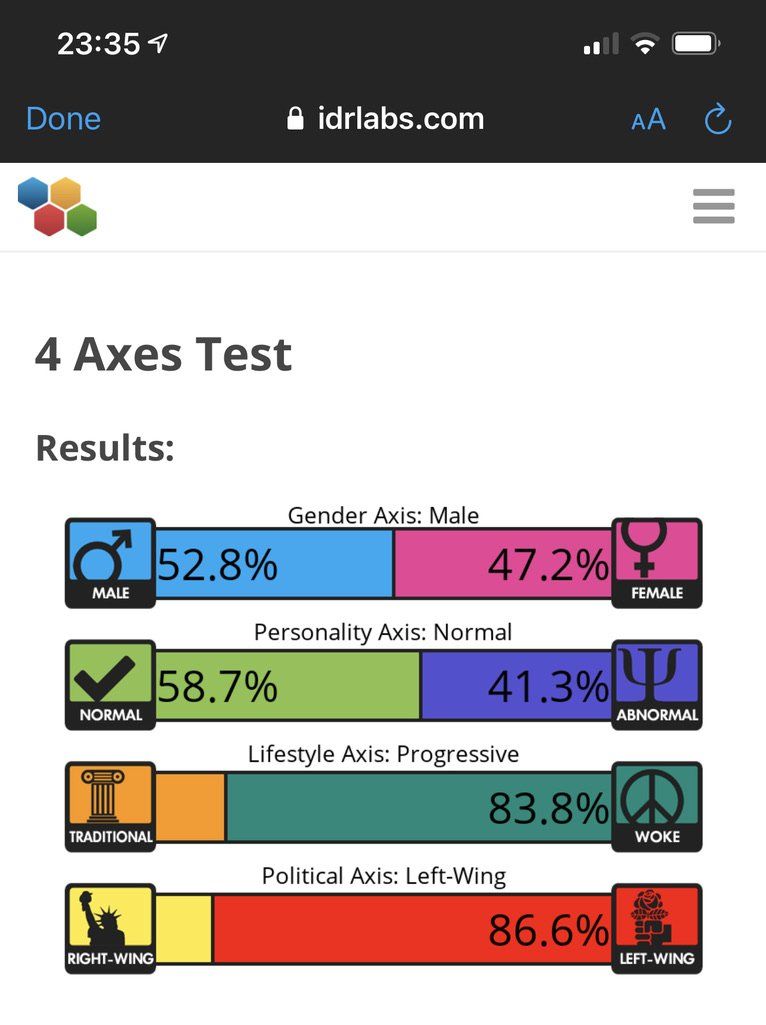 23:35
Done idrlabs.com AA
4 Axes Test
Results:
Gender Axis: Male
52.8% 47.2%
MALE FEMALE
Personality Axis: Normal
58.7% 41.3%
NORMAL ABNORMAL
Lifestyle Axis: Progressive
83.8%
TRADITIONAL WOKE
Political Axis: Left-Wing
86.6%
RIGHT-WING LEFT-WING